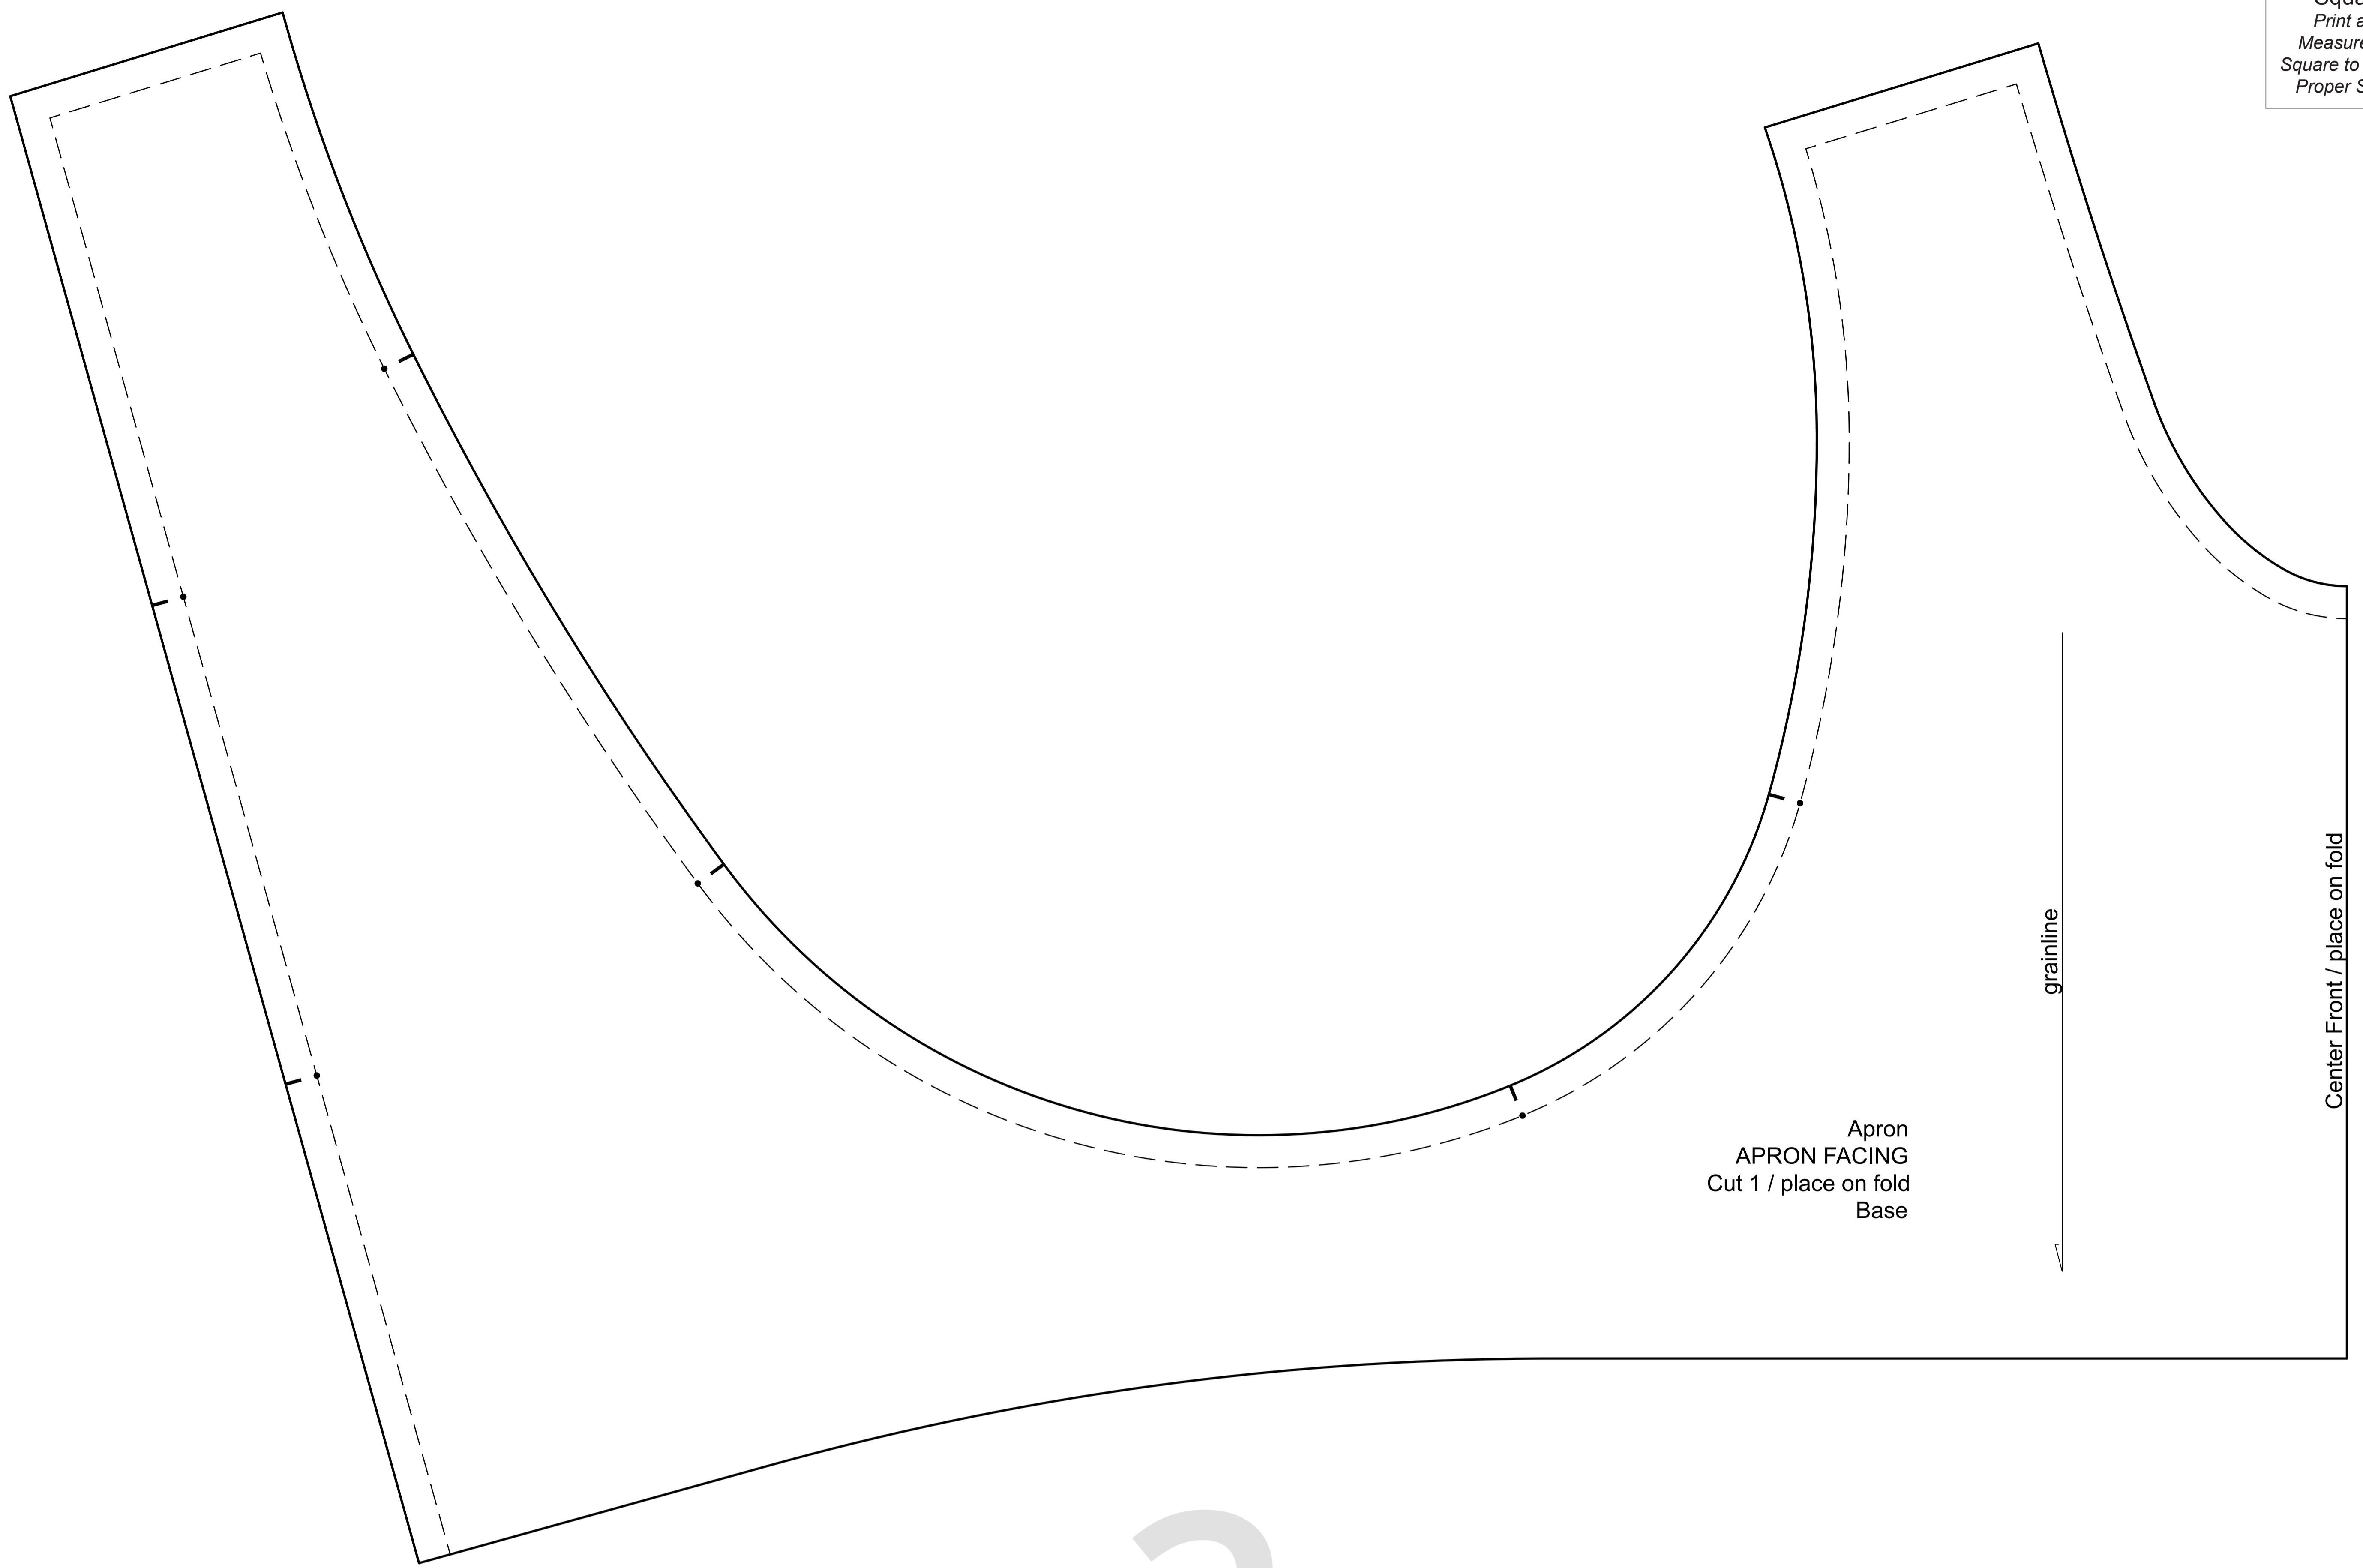 Print a
Measure
Square to
Proper S
grainline
Center Front / place on fold
Apron
APRON FACING
Cut 1 / place on fold
Base